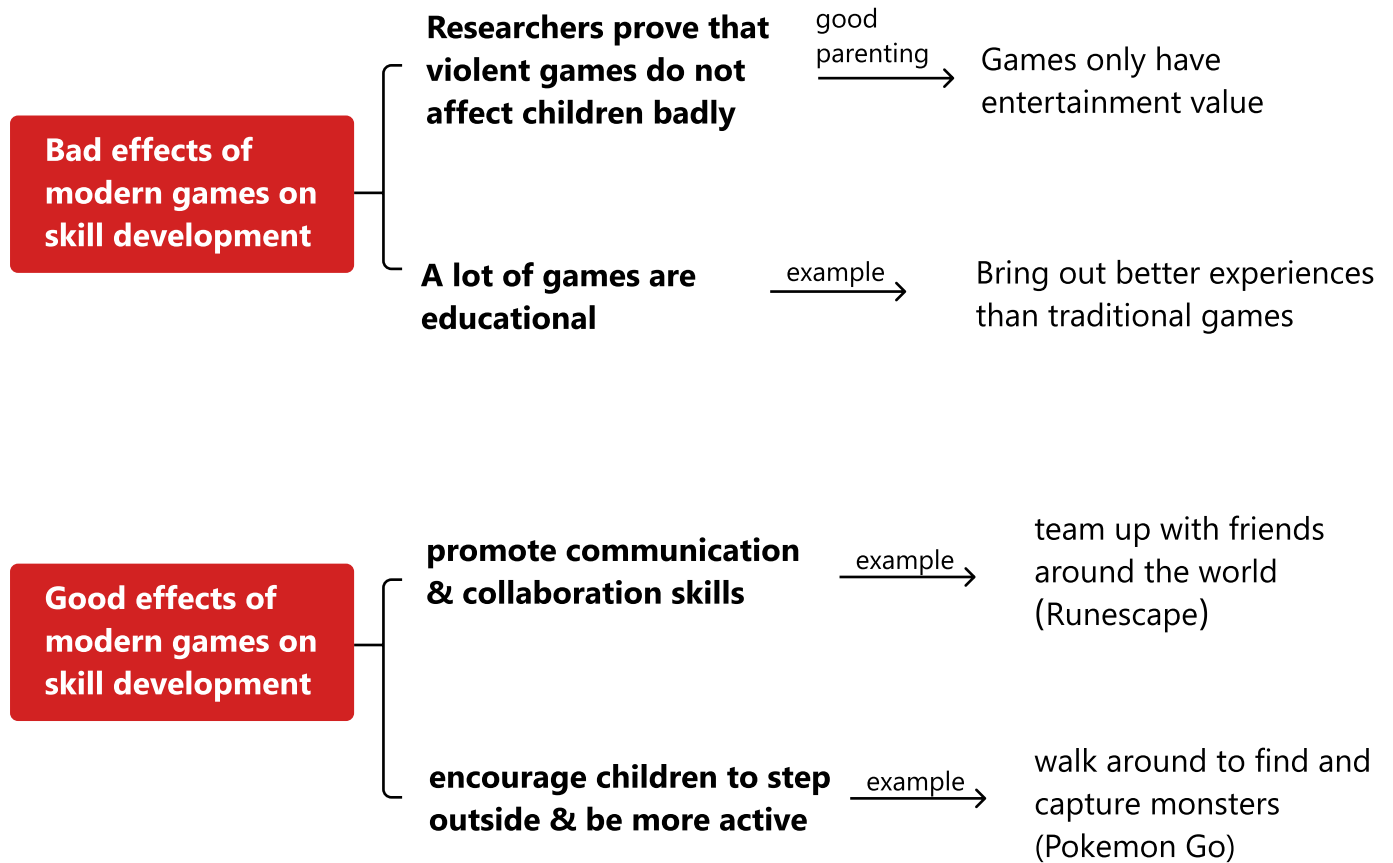 Bad effects of
modern games on
skill development
Researchers prove that
violent games do not
affect children badly
good
parenting
Games only have
entertainment value
A lot of games are
educational
example
Bring out better experiences
than traditional games
Good effects of
modern games on
skill development
promote communication
& collaboration skills
example
team up with friends
around the world
(Runescape)
encourage children to step
outside & be more active
example
walk around to find and
capture monsters
(Pokemon Go)